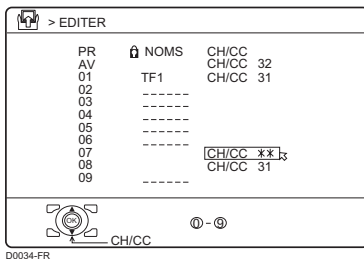 > EDITER
PR NOMS CH/CC
AV CH/CC 32
01 TF1 CH/CC 31
02 ------
03 ------
04 ------
05 ------
06 ------
07 CH/CC **
08 CH/CC 31
09 ------
OK
0 - 9
CH/CC
D0034-FR